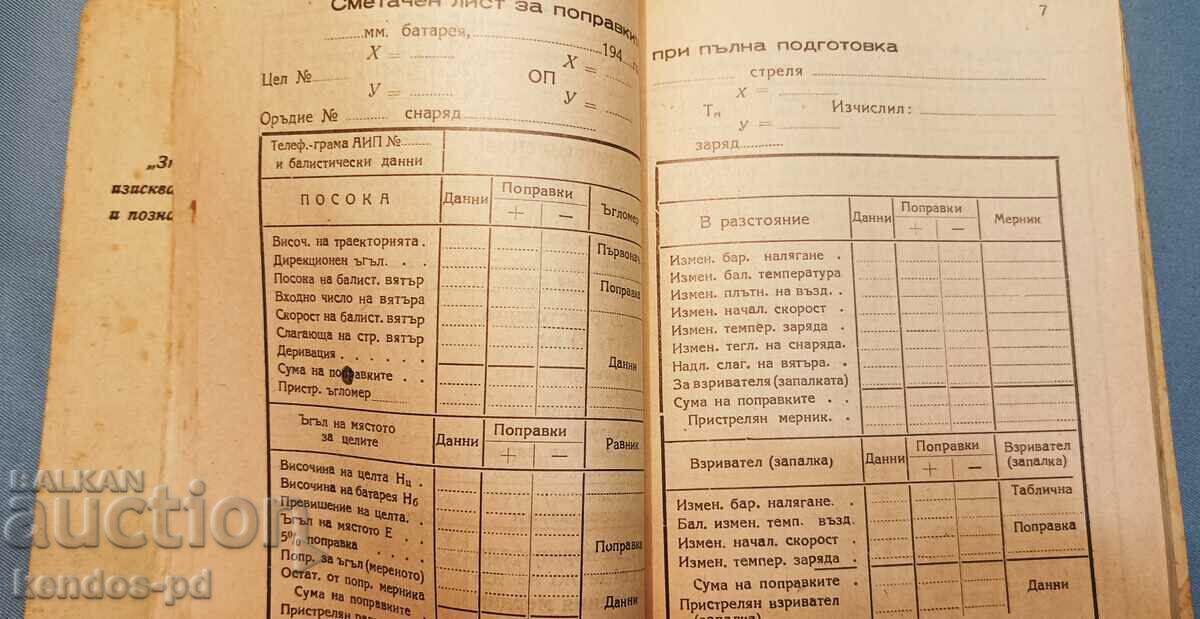 „Зн
изисква
и позна
Сметачен лист за поправки
........ мм. батарея, ........ 194....г.
X = ........ X = ........
Цел № ........ ОП
У = ........ У = ........
Оръдие № ........ снаряд ........
Телеф.-грама АИП № ........
и балистически данни
ПОСОКА Данни Поправки + − Ъгломер
Височ. на траекторията . Първонач.
Дирекционен ъгъл. . .
Посока на балист. вятър Поправка
Входно число на вятъра
Скорост на балист. вятър
Слагающа на стр. вятър
Деривация . . . . . . Данни
Сума на поправките . .
Пристр. ъгломер ........
Ъгъл на мястото
за целите Данни Поправки + − Равник
Височина на целта Нц .
Височина на батарея Нб
Превишение на целта. .
Ъгъл на мястото Е . .
5% поправка . . . . Поправка
Попр. за ъгъл (мереното)
Остат. от попр. мерника
Сума на поправките Данни
Пристрелян
7
при пълна подготовка
........ стреля ........
X = ........
Тн Изчислил: ........
У = ........
заряд ........
В разстояние Данни Поправки + − Мерник
Измен. бар. налягане .
Измен. бал. температура
Измен. плътн. на възд. .
Измен. начал. скорост .
Измен. темпер. заряда .
Измен. тегл. на снаряда.
Надл. слаг. на вятъра. .
За взривателя (запалката)
Сума на поправките . .
Пристрелян мерник. .
Взривател (запалка) Данни Поправки + − Взривател
(запалка)
Измен. бар. налягане. . Таблична
Бал. измен. темп. възд.
Измен. начал. скорост . Поправка
Измен. темпер. заряда .
Сума на поправките . Данни
Пристрелян взривател
(запалка)
BALKAN
auction
kendos-pd